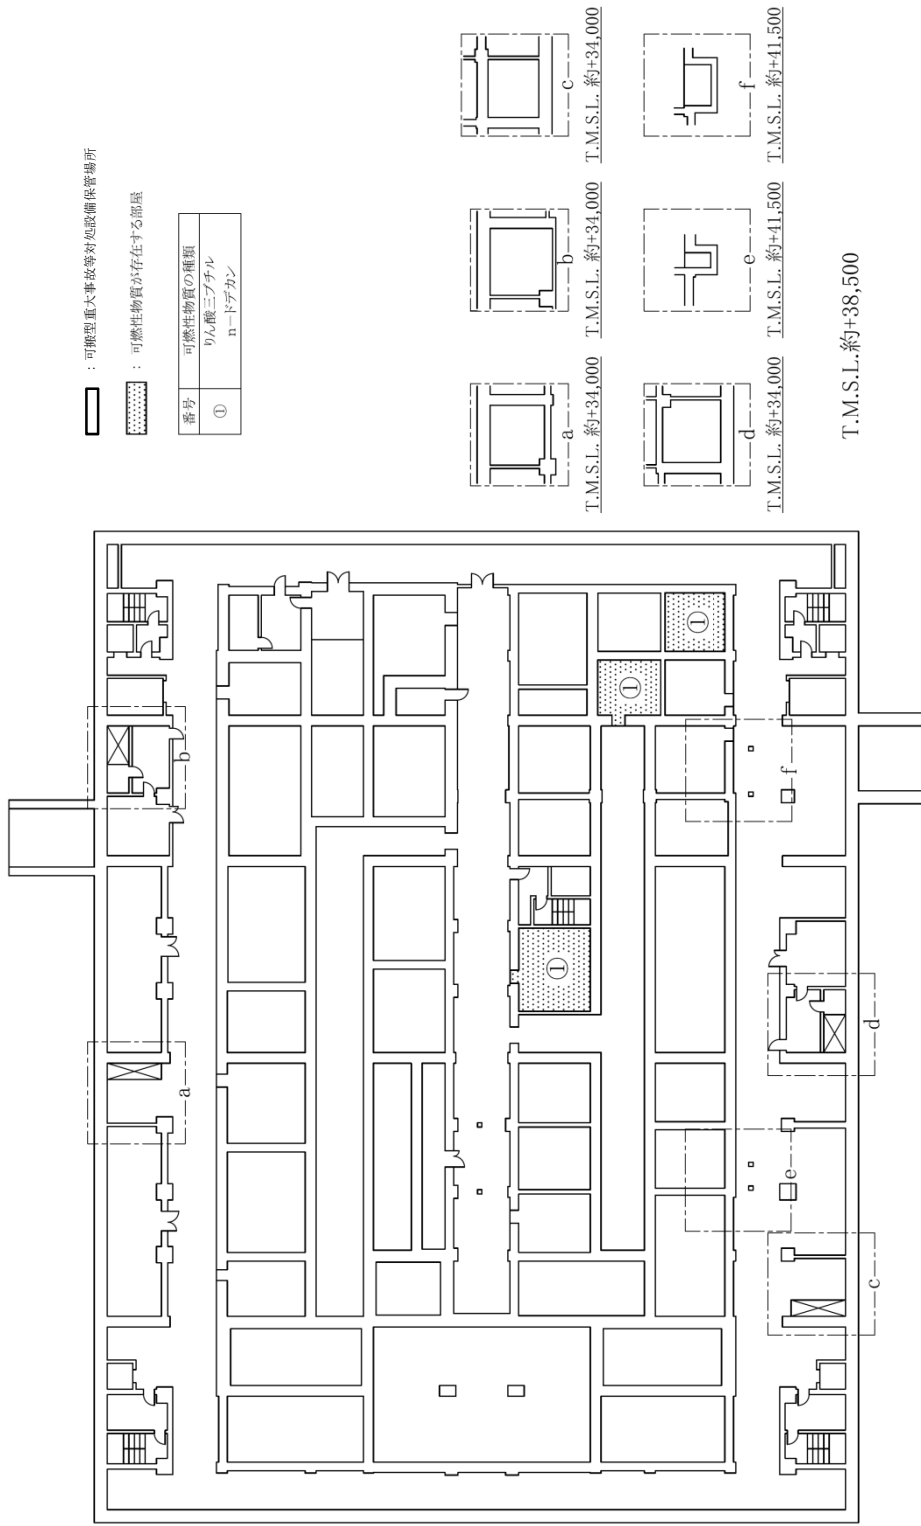 ：可搬型重大事故等対処設備保管場所
：可燃性物質が存在する部屋
番号 可燃性物質の種類
① りん酸三ブチル
n－ドデカン
a
T.M.S.L. 約+34,000
b
T.M.S.L. 約+34,000
c
T.M.S.L. 約+34,000
d
T.M.S.L. 約+34,000
e
T.M.S.L. 約+41,500
f
T.M.S.L. 約+41,500
T.M.S.L.約+38,500
a
b
①
①
①
c
e
d
f